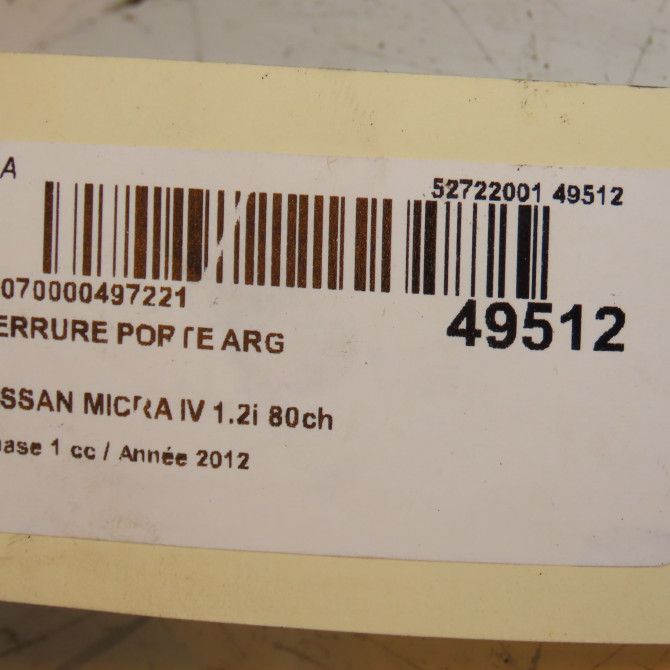 A
52722001 49512
070000497221
49512
ERRURE PORTE ARG
SSAN MICRA IV 1.2i 80ch
ase 1 cc / Année 2012